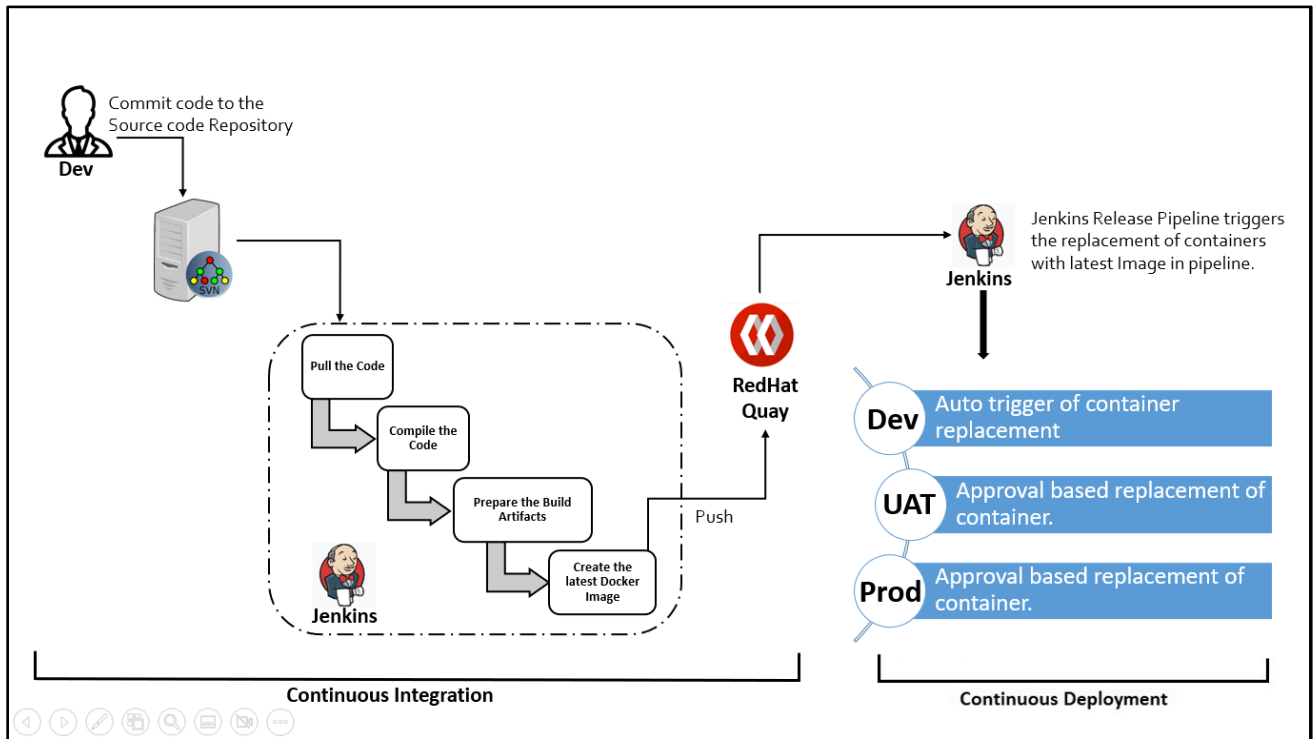 Commit code to the
Source code Repository
Dev
SVN
Pull the Code
Compile the
Code
Prepare the Build
Artifacts
Create the
latest Docker
Image
Jenkins
Push
RedHat
Quay
Jenkins
Jenkins Release Pipeline triggers
the replacement of containers
with latest Image in pipeline.
Dev
Auto trigger of container
replacement
UAT
Approval based replacement of
container.
Prod
Approval based replacement of
container.
Continuous Integration
Continuous Deployment